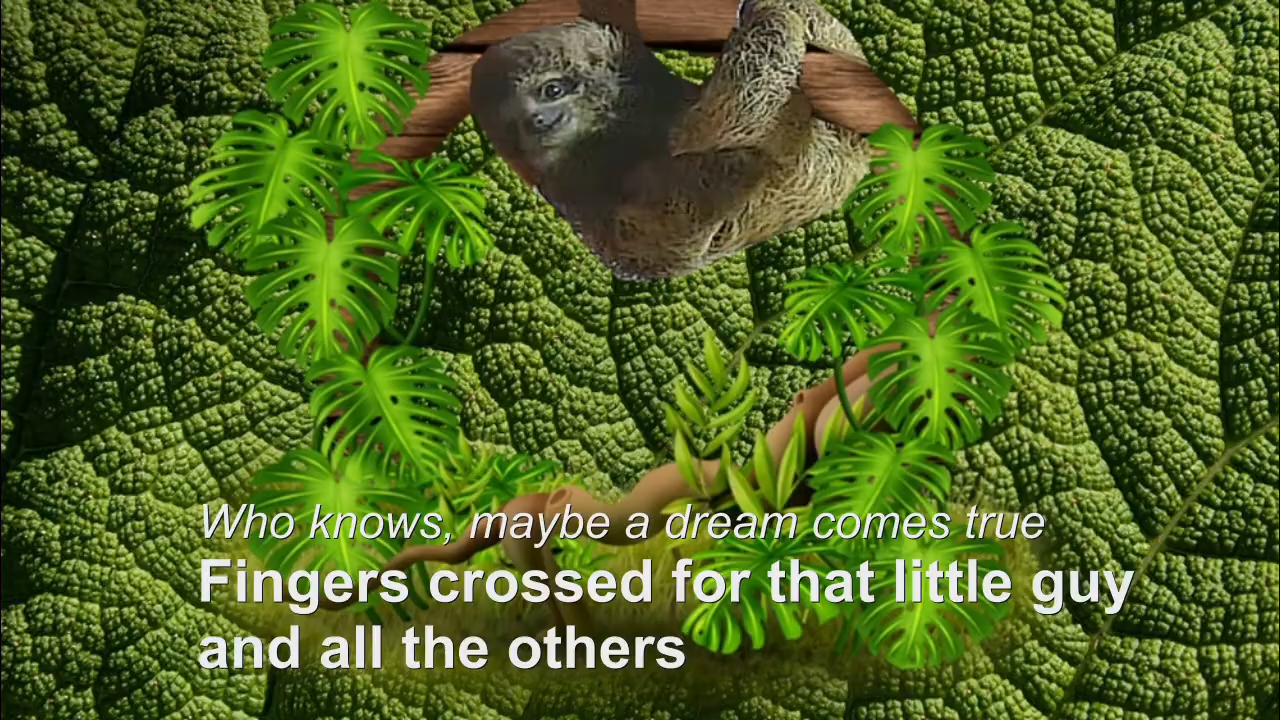 Who knows, maybe a dream comes true
Fingers crossed for that little guy
and all the others